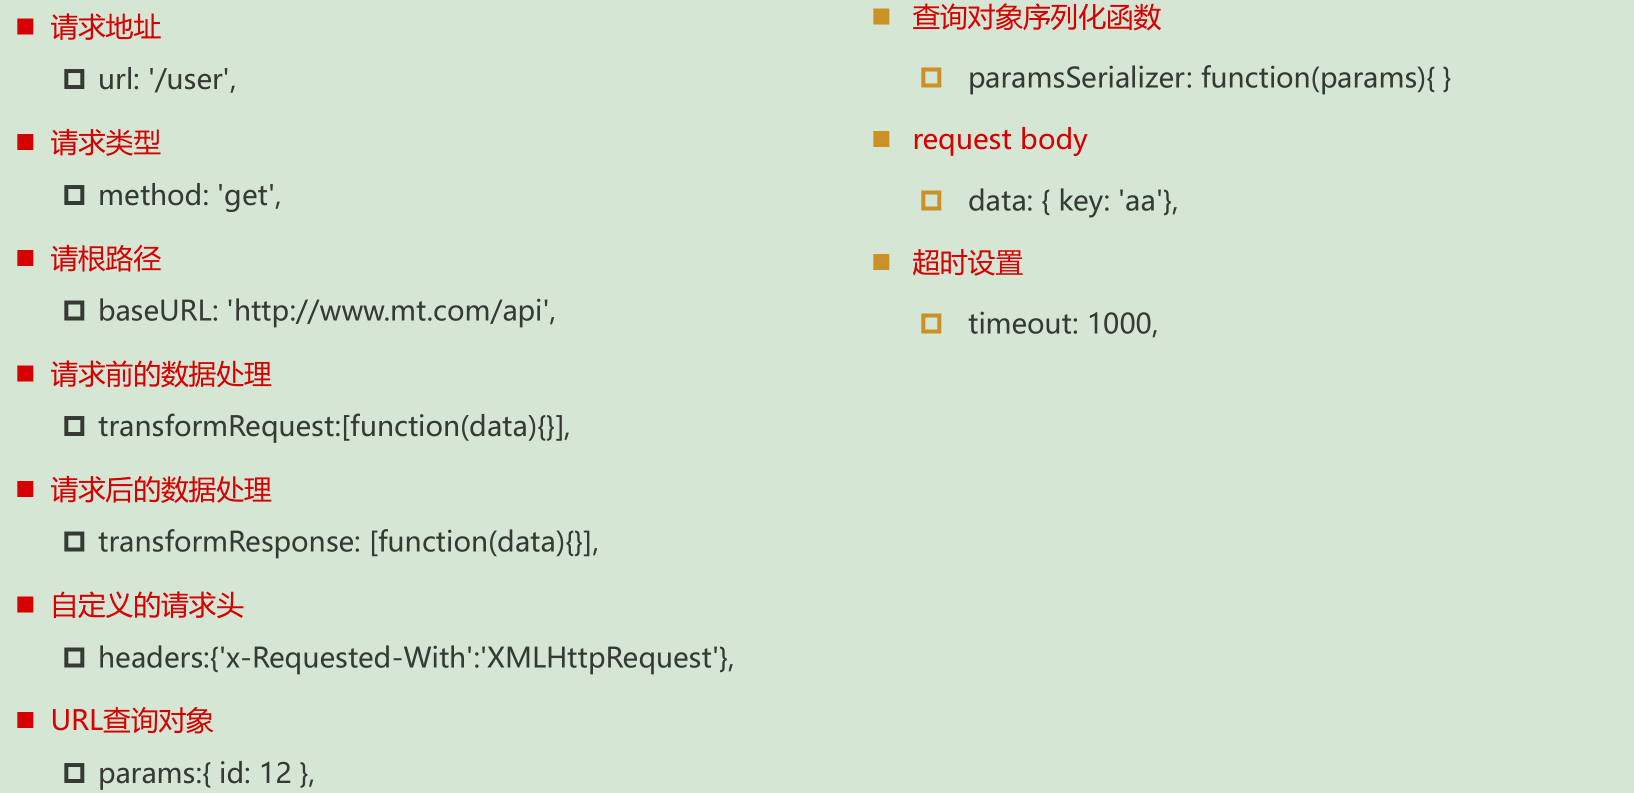 请求地址
url: '/user',
请求类型
method: 'get',
请根路径
baseURL: 'http://www.mt.com/api',
请求前的数据处理
transformRequest:[function(data){}],
请求后的数据处理
transformResponse: [function(data){}],
自定义的请求头
headers:{'x-Requested-With':'XMLHttpRequest'},
URL查询对象
params:{ id: 12 },
查询对象序列化函数
paramsSerializer: function(params){ }
request body
data: { key: 'aa'},
超时设置
timeout: 1000,